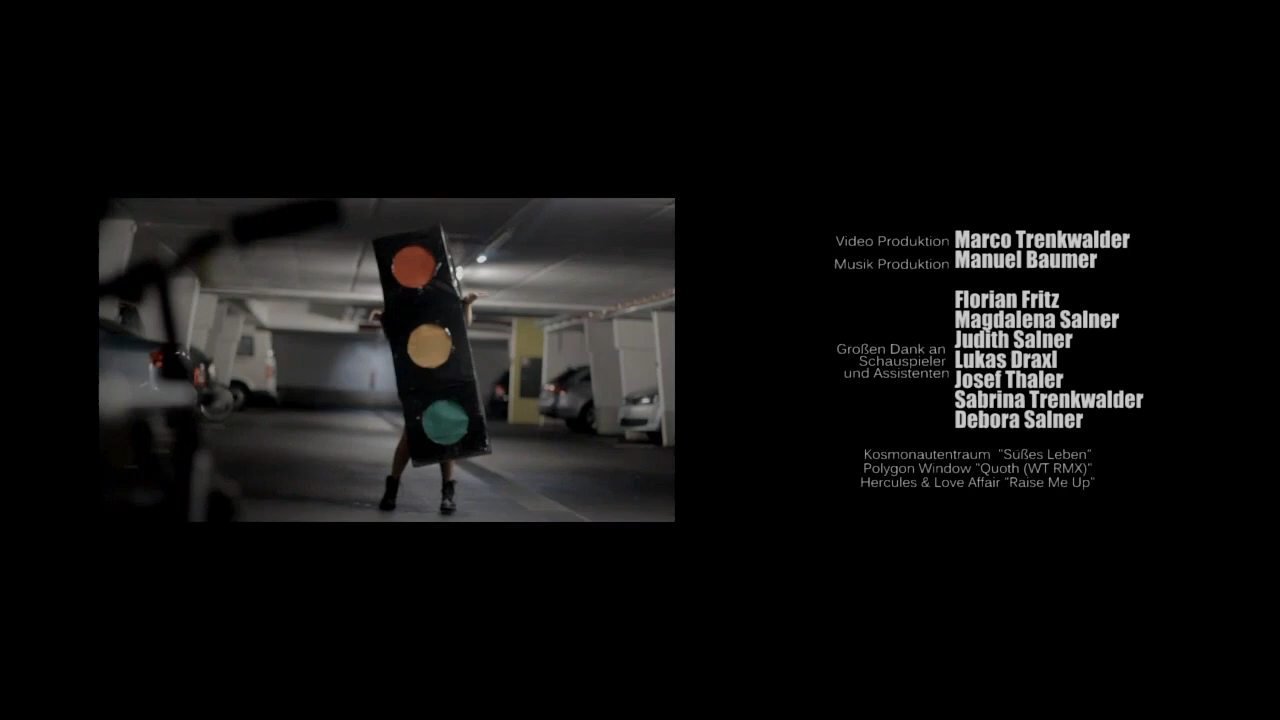 Video Produktion Marco Trenkwalder
Musik Produktion Manuel Baumer
Florian Fritz
Magdalena Salner
Judith Salner
Großen Dank an
Schauspieler
und Assistenten
Lukas Draxl
Josef Thaler
Sabrina Trenkwalder
Debora Salner
Kosmonautentraum "Süßes Leben"
Polygon Window "Quoth (WT RMX)"
Hercules & Love Affair "Raise Me Up"